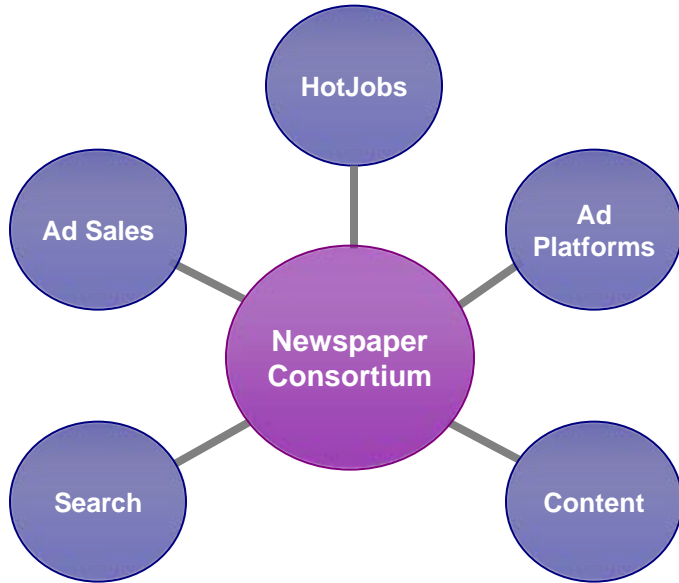 HotJobs
Ad Sales
Ad
Platforms
Newspaper
Consortium
Search
Content